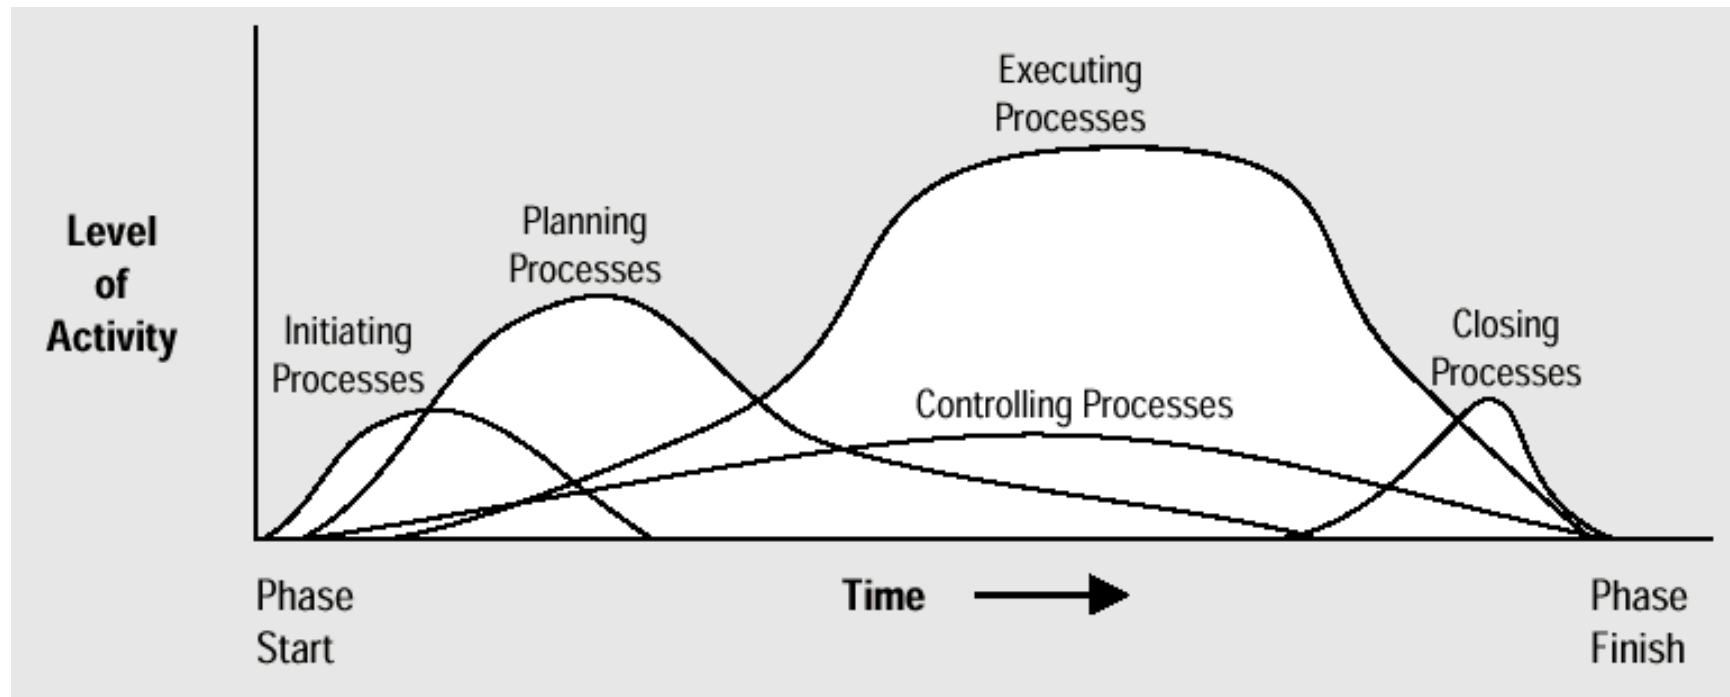 Executing
Processes
Planning
Processes
Level
of
Activity
Initiating
Processes
Closing
Processes
Controlling Processes
Phase
Start
Time
Phase
Finish